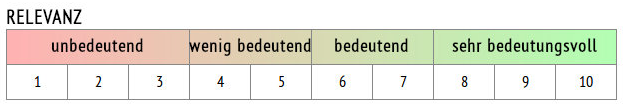 RELEVANZ
unbedeutend wenig bedeutend bedeutend sehr bedeutungsvoll
1 2 3 4 5 6 7 8 9 10